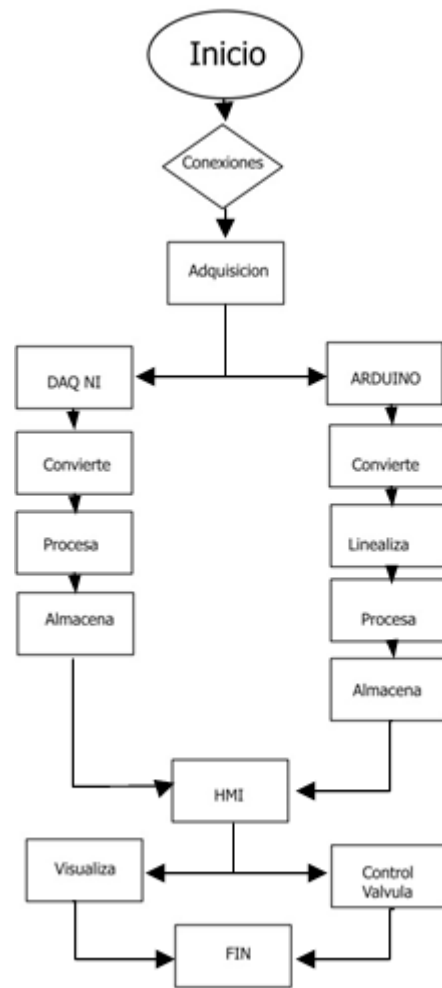 Inicio
Conexiones
Adquisicion
DAQ NI
ARDUINO
Convierte
Convierte
Procesa
Linealiza
Almacena
Procesa
Almacena
HMI
Visualiza
Control
Valvula
FIN